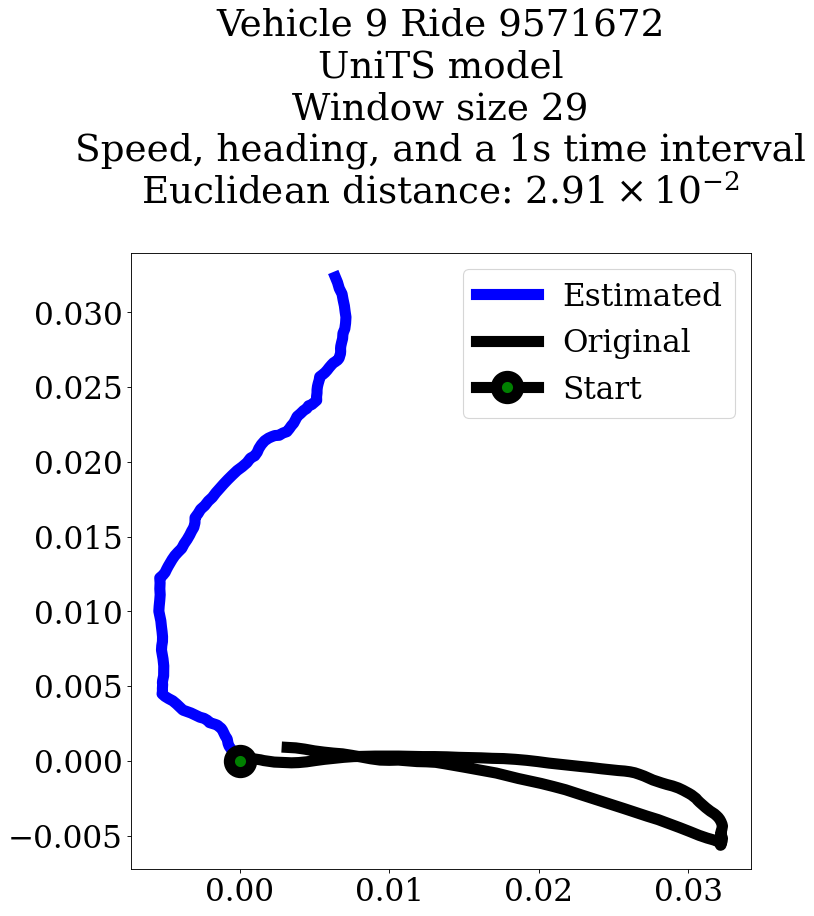 Vehicle 9 Ride 9571672
UniTS model
Window size 29
Speed, heading, and a 1s time interval
Euclidean distance: 2.91 × 10⁻²
Estimated
Original
Start
0.030
0.025
0.020
0.015
0.010
0.005
0.000
−0.005
0.00 0.01 0.02 0.03